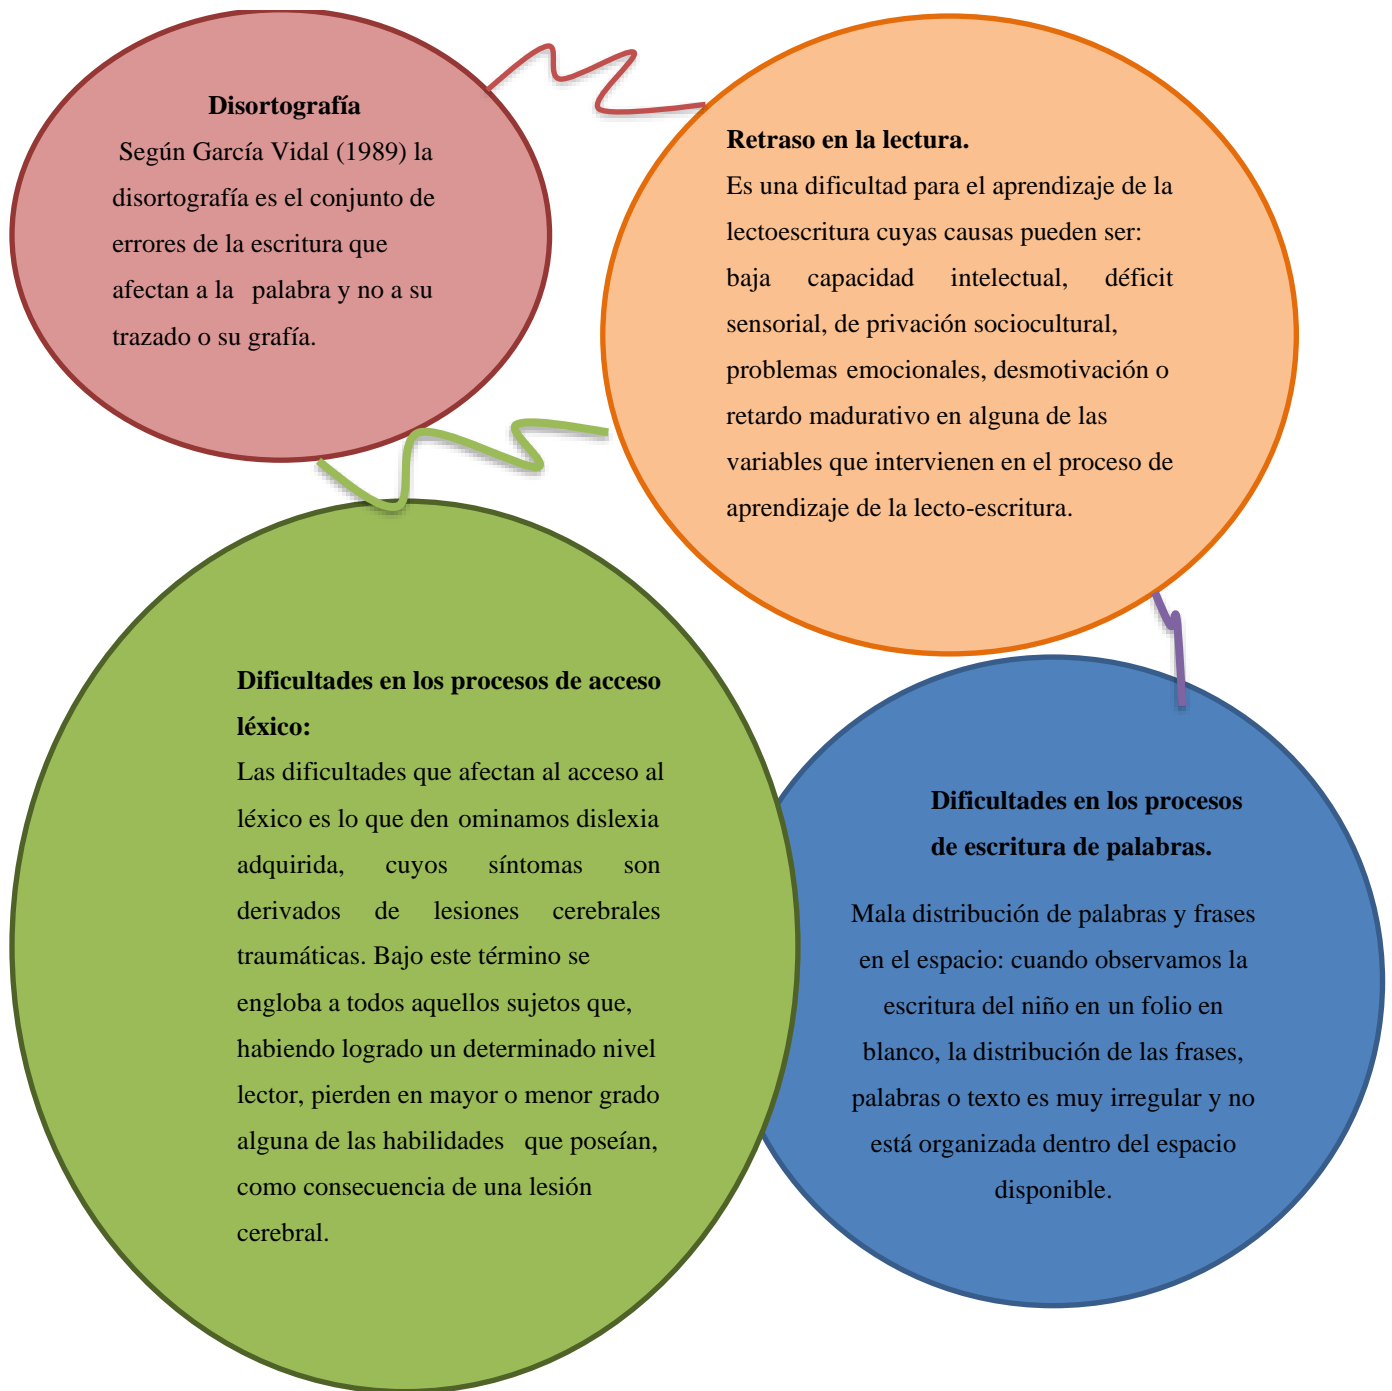 Disortografía
Según García Vidal (1989) la
disortografía es el conjunto de
errores de la escritura que
afectan a la palabra y no a su
trazado o su grafía.
Retraso en la lectura.
Es una dificultad para el aprendizaje de la
lectoescritura cuyas causas pueden ser:
baja capacidad intelectual, déficit
sensorial, de privación sociocultural,
problemas emocionales, desmotivación o
retardo madurativo en alguna de las
variables que intervienen en el proceso de
aprendizaje de la lecto-escritura.
Dificultades en los procesos de acceso
léxico:
Las dificultades que afectan al acceso al
léxico es lo que den ominamos dislexia
adquirida, cuyos síntomas son
derivados de lesiones cerebrales
traumáticas. Bajo este término se
engloba a todos aquellos sujetos que,
habiendo logrado un determinado nivel
lector, pierden en mayor o menor grado
alguna de las habilidades que poseían,
como consecuencia de una lesión
cerebral.
Dificultades en los procesos
de escritura de palabras.
Mala distribución de palabras y frases
en el espacio: cuando observamos la
escritura del niño en un folio en
blanco, la distribución de las frases,
palabras o texto es muy irregular y no
está organizada dentro del espacio
disponible.